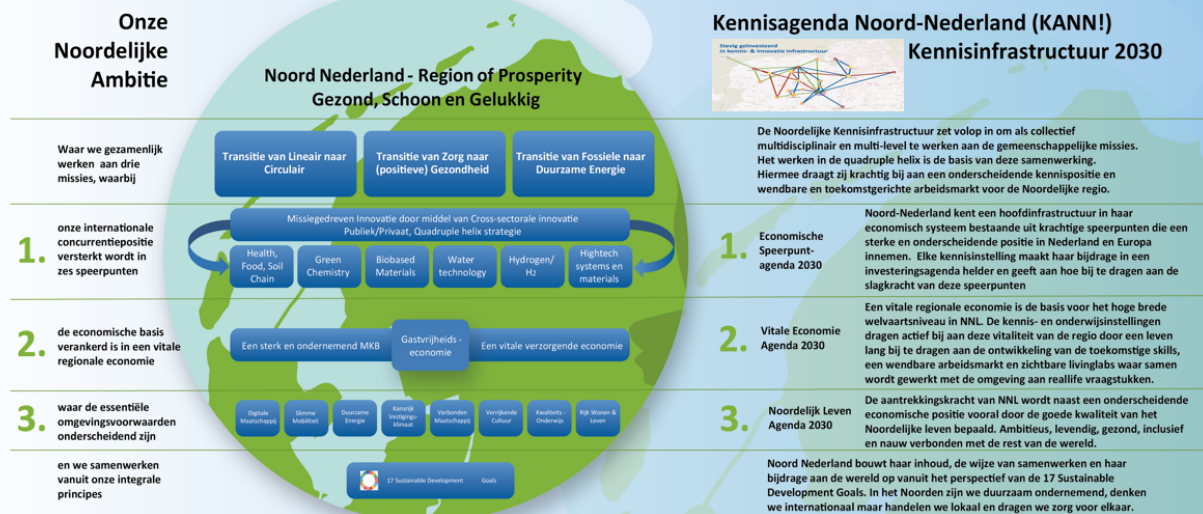 Onze
Noordelijke
Ambitie
Noord Nederland - Region of Prosperity
Gezond, Schoon en Gelukkig
Kennisagenda Noord-Nederland (KANN!)
Kennisinfrastructuur 2030
Stevig geïnvesteerd
in kennis- & innovatie infrastructuur
Waar we gezamenlijk
werken aan drie
missies, waarbij
Transitie van Lineair naar
Circulair
Transitie van Zorg naar
(positieve) Gezondheid
Transitie van Fossiele naar
Duurzame Energie
De Noordelijke Kennisinfrastructuur zet volop in om als collectief
multidisciplinair en multi-level te werken aan de gemeenschappelijke missies.
Het werken in de quadruple helix is de basis van deze samenwerking.
Hiermee draagt zij krachtig bij aan een onderscheidende kennispositie en
wendbare en toekomstgerichte arbeidsmarkt voor de Noordelijke regio.
1.
onze internationale
concurrentiepositie
versterkt wordt in
zes speerpunten
Missiegedreven Innovatie door middel van Cross-sectorale innovatie
Publiek/Privaat, Quadruple helix strategie
Health,
Food, Soil
Chain
Green
Chemistry
Biobased
Materials
Water
technology
Hydrogen/
H2
Hightech
systems en
materials
1.
Economische
Speerpunt-
agenda 2030
Noord-Nederland kent een hoofdinfrastructuur in haar
economisch systeem bestaande uit krachtige speerpunten die een
sterke en onderscheidende positie in Nederland en Europa
innemen. Elke kennisinstelling maakt haar bijdrage in een
investeringsagenda helder en geeft aan hoe bij te dragen aan de
slagkracht van deze speerpunten
2.
de economische basis
verankerd is in een vitale
regionale economie
Een sterk en ondernemend MKB
Gastvrijheids -
economie
Een vitale verzorgende economie
2.
Vitale Economie
Agenda 2030
Een vitale regionale economie is de basis voor het hoge brede
welvaartsniveau in NNL. De kennis- en onderwijsinstellingen
dragen actief bij aan deze vitaliteit van de regio door een leven
lang bij te dragen aan de ontwikkeling van de toekomstige skills,
een wendbare arbeidsmarkt en zichtbare livinglabs waar samen
wordt gewerkt met de omgeving aan reallife vraagstukken.
3.
waar de essentiële
omgevingsvoorwaarden
onderscheidend zijn
Digitale
Maatschappij
Slimme
Mobiliteit
Duurzame
Energie
Kansrijk
Vestigings-
klimaat
Verbonden
Maatschappij
Verrijkende
Cultuur
Kwaliteits -
Onderwijs
Rijk Wonen &
Leven
3.
Noordelijk Leven
Agenda 2030
De aantrekkingskracht van NNL wordt naast een onderscheidende
economische positie vooral door de goede kwaliteit van het
Noordelijke leven bepaald. Ambitieus, levendig, gezond, inclusief
en nauw verbonden met de rest van de wereld.
en we samenwerken
vanuit onze integrale
principes
17 Sustainable Development Goals
Noord Nederland bouwt haar inhoud, de wijze van samenwerken en haar
bijdrage aan de wereld op vanuit het perspectief van de 17 Sustainable
Development Goals. In het Noorden zijn we duurzaam ondernemend, denken
we internationaal maar handelen we lokaal en dragen we zorg voor elkaar.